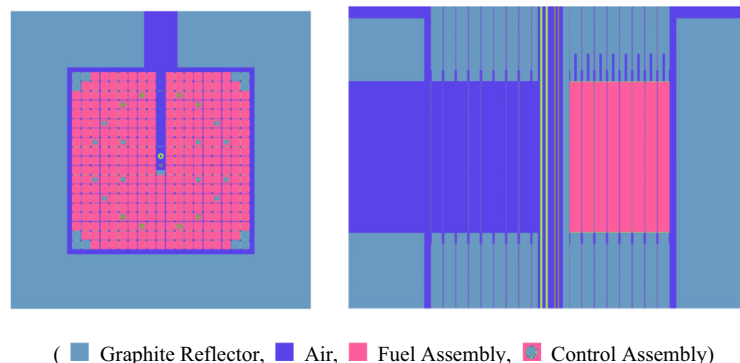 ( Graphite Reflector, Air, Fuel Assembly, Control Assembly)